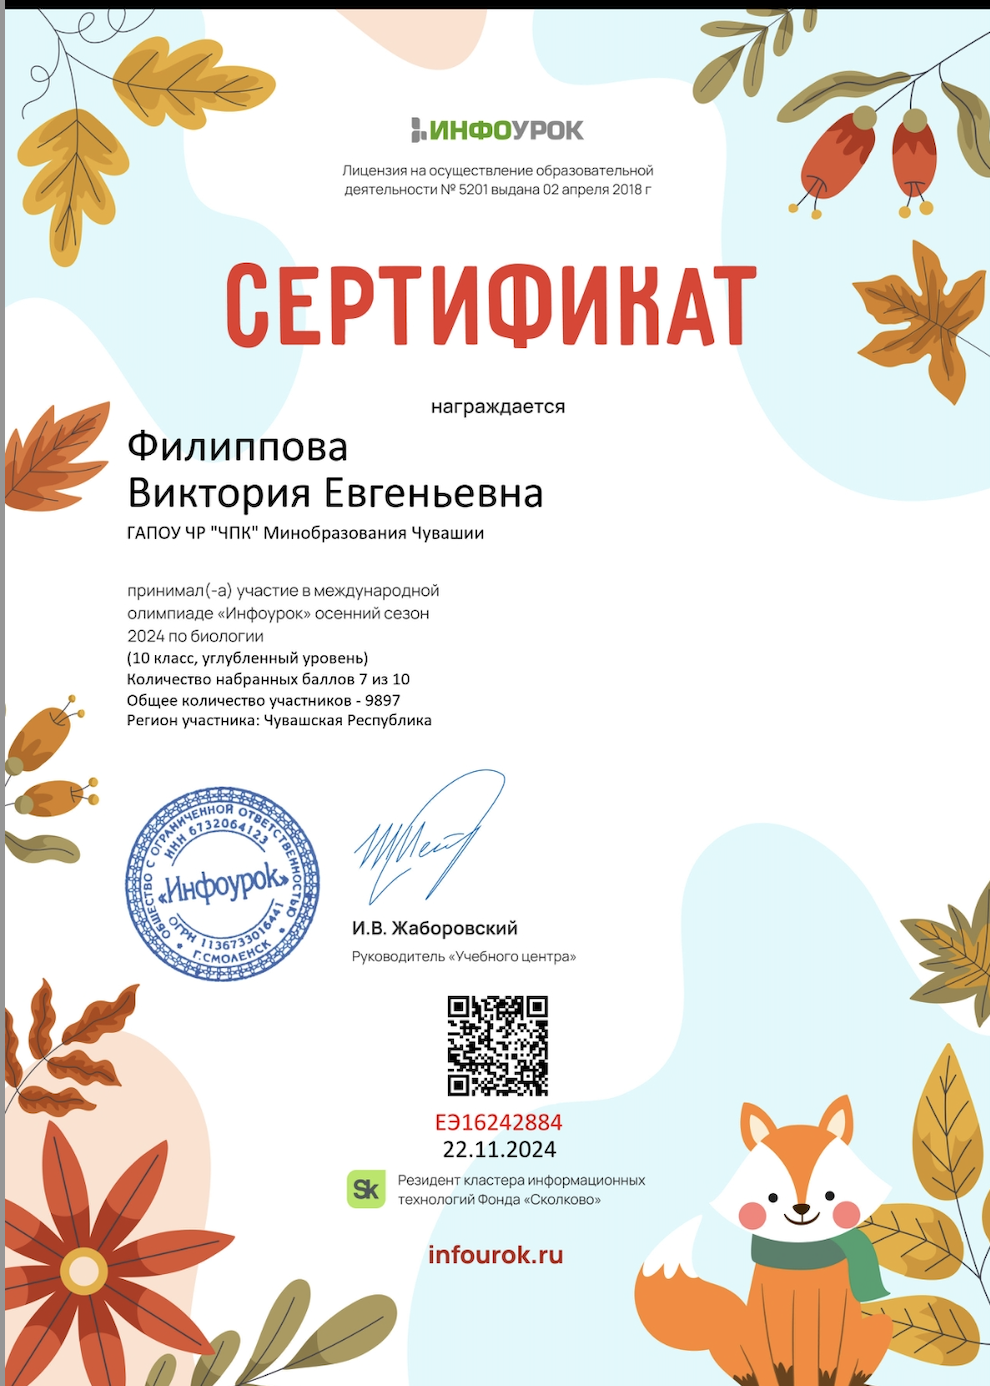 ИНФОУРОК
Лицензия на осуществление образовательной
деятельности № 5201 выдана 02 апреля 2018 г
СЕРТИФИКАТ
награждается
Филиппова
Виктория Евгеньевна
ГАПОУ ЧР "ЧПК" Минобразования Чувашии
принимал(-а) участие в международной
олимпиаде «Инфоурок» осенний сезон
2024 по биологии
(10 класс, углубленный уровень)
Количество набранных баллов 7 из 10
Общее количество участников - 9897
Регион участника: Чувашская Республика
ОБЩЕСТВО С ОГРАНИЧЕННОЙ ОТВЕТСТВЕННОСТЬЮ
ИНН 6732064123
«Инфоурок»
ОГРН 1136733016441
Г.СМОЛЕНСК
И.В. Жаборовский
Руководитель «Учебного центра»
ЕЭ16242884
22.11.2024
Sk
Резидент кластера информационных
технологий Фонда «Сколково»
infourok.ru